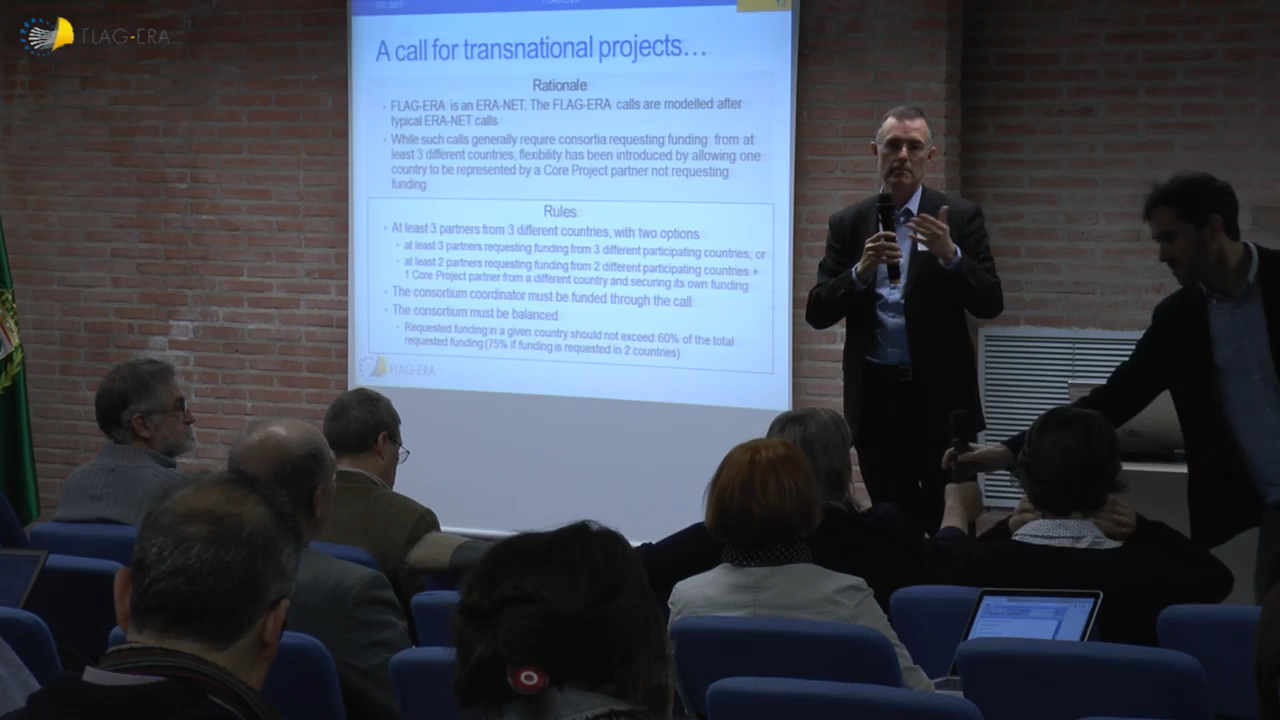 FLAG-ERA
JTC 2017
A call for transnational projects…
Rationale
• FLAG-ERA is an ERA-NET. The FLAG-ERA calls are modelled after
typical ERA-NET calls
• While such calls generally require consortia requesting funding from at
least 3 different countries, flexibility has been introduced by allowing one
country to be represented by a Core Project partner not requesting
funding
Rules
• At least 3 partners from 3 different countries, with two options
• at least 3 partners requesting funding from 3 different participating countries, or
• at least 2 partners requesting funding from 2 different participating countries +
1 Core Project partner from a different country and securing its own funding
• The consortium coordinator must be funded through the call
• The consortium must be balanced
• Requested funding in a given country should not exceed 60% of the total
requested funding (75% if funding is requested in 2 countries)
FLAG-ERA